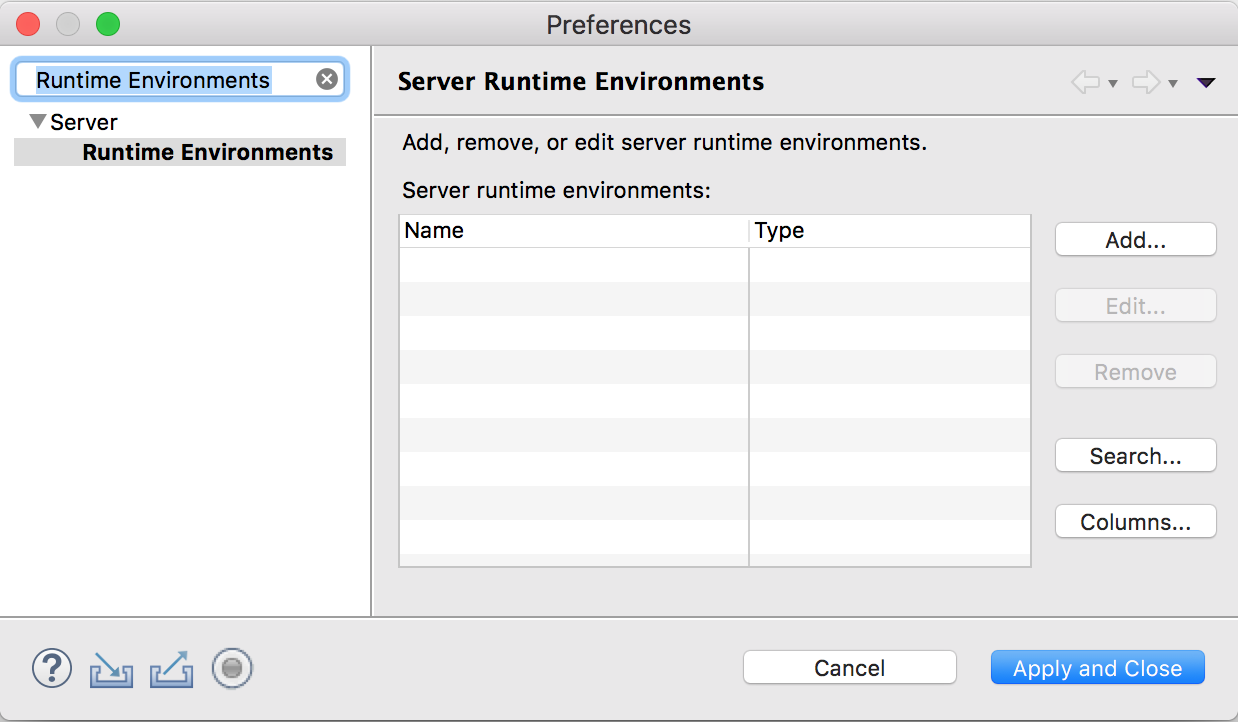 Preferences
Runtime Environments
Server
Runtime Environments
Server Runtime Environments
Add, remove, or edit server runtime environments.
Server runtime environments:
Name Type
Add...
Edit...
Remove
Search...
Columns...
?
Cancel Apply and Close